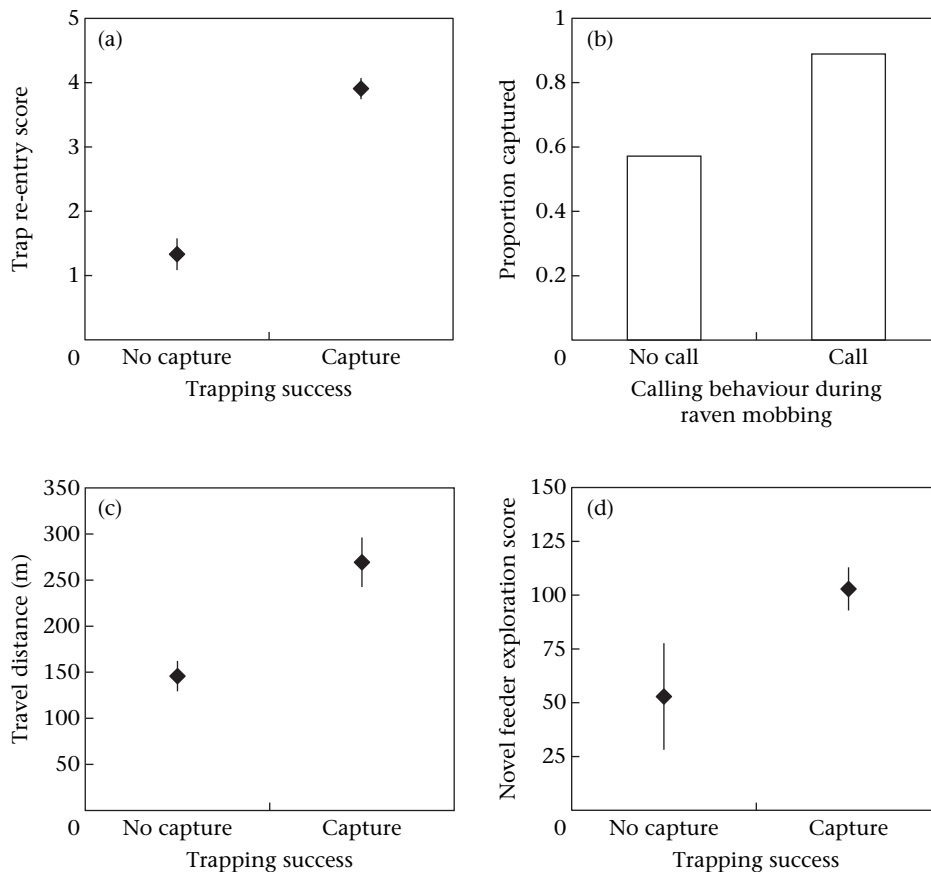 (a)
Trap re-entry score
5
4
3
2
1
0
No capture Capture
Trapping success
(b)
Proportion captured
1
0.8
0.6
0.4
0.2
0
No call Call
Calling behaviour during
raven mobbing
(c)
Travel distance (m)
350
300
250
200
150
100
50
0
No capture Capture
Trapping success
(d)
Novel feeder exploration score
150
125
100
75
50
25
0
No capture Capture
Trapping success